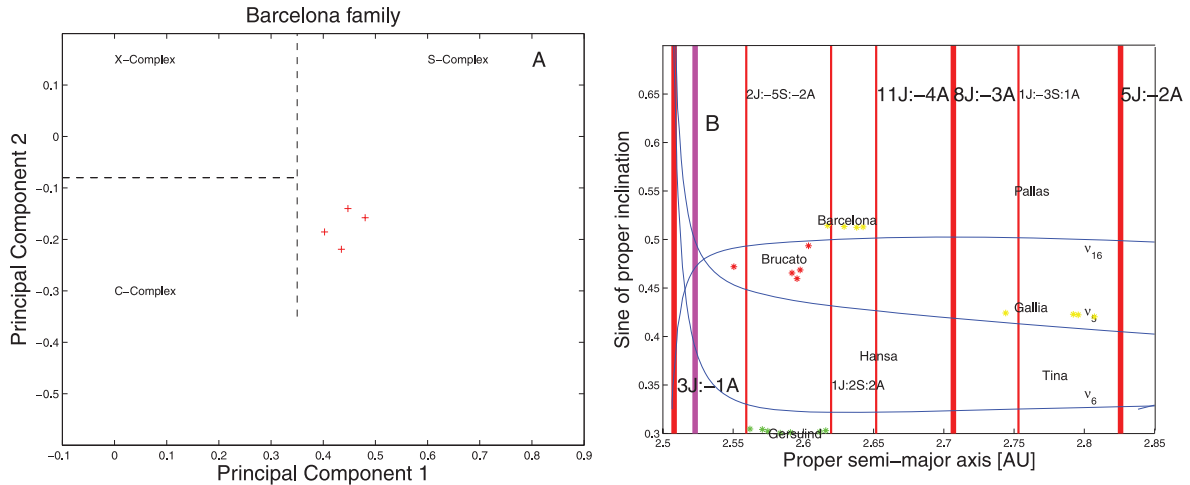 Barcelona family
X−Complex
S−Complex
A
C−Complex
0.1
0
−0.1
−0.2
−0.3
−0.4
−0.5
−0.1
0
0.1
0.2
0.3
0.4
0.5
0.6
0.7
0.8
0.9
Principal Component 1
Principal Component 2
2J:−5S:−2A
11J:−4A
8J:−3A
1J:−3S:1A
5J:−2A
B
Pallas
Barcelona
Brucato
ν16
Gallia
ν5
Hansa
Tina
3J:−1A
1J:2S:2A
ν6
Gersuind
0.65
0.6
0.55
0.5
0.45
0.4
0.35
0.3
2.5
2.55
2.6
2.65
2.7
2.75
2.8
2.85
Proper semi−major axis [AU]
Sine of proper inclination